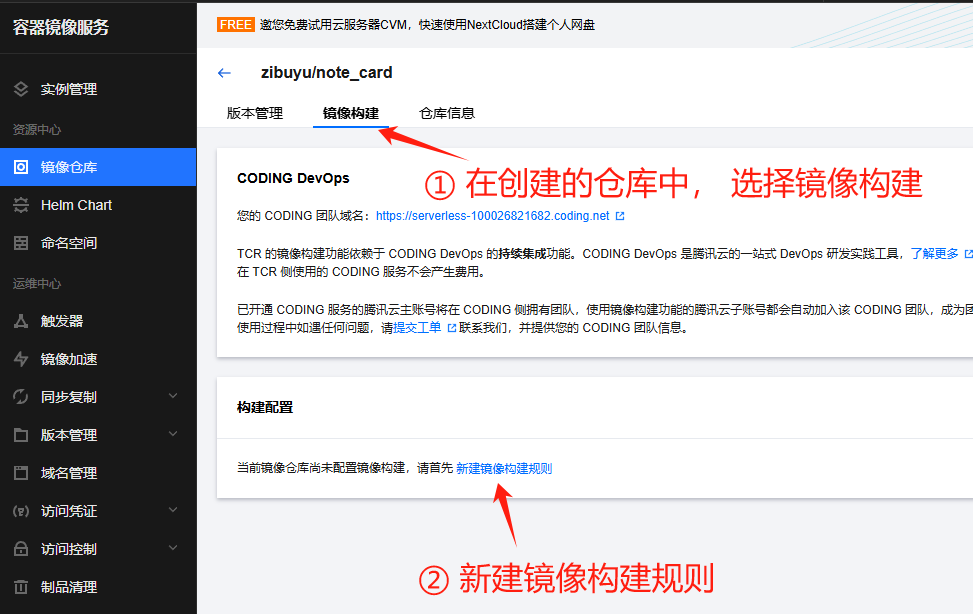 容器镜像服务
FREE 邀您免费试用云服务器CVM，快速使用NextCloud搭建个人网盘
zibuyu/note_card
版本管理 镜像构建 仓库信息
实例管理
资源中心
镜像仓库
Helm Chart
命名空间
运维中心
触发器
镜像加速
同步复制
版本管理
域名管理
访问凭证
访问控制
制品清理
① 在创建的仓库中， 选择镜像构建
CODING DevOps
您的 CODING 团队域名：https://serverless-100026821682.coding.net
TCR 的镜像构建功能依赖于 CODING DevOps 的持续集成功能。CODING DevOps 是腾讯云的一站式 DevOps 研发实践工具，了解更多
在 TCR 侧使用的 CODING 服务不会产生费用。
已开通 CODING 服务的腾讯云主账号将在 CODING 侧拥有团队，使用镜像构建功能的腾讯云子账号都会自动加入该 CODING 团队，成为团
使用过程中如遇任何问题，请提交工单 联系我们，并提供您的 CODING 团队信息。
构建配置
当前镜像仓库尚未配置镜像构建，请首先 新建镜像构建规则
② 新建镜像构建规则